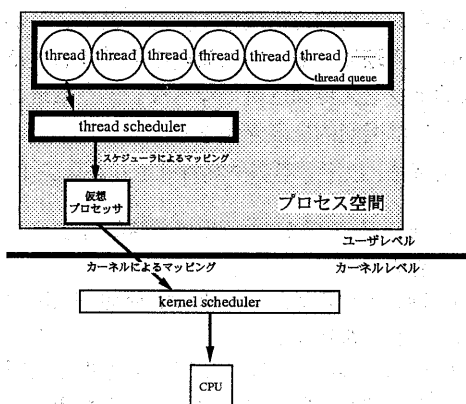 thread thread thread thread thread thread
thread queue
thread scheduler
スケジューラによるマッピング
仮想
プロセッサ
プロセス空間
ユーザレベル
カーネルによるマッピング
カーネルレベル
kernel scheduler
CPU